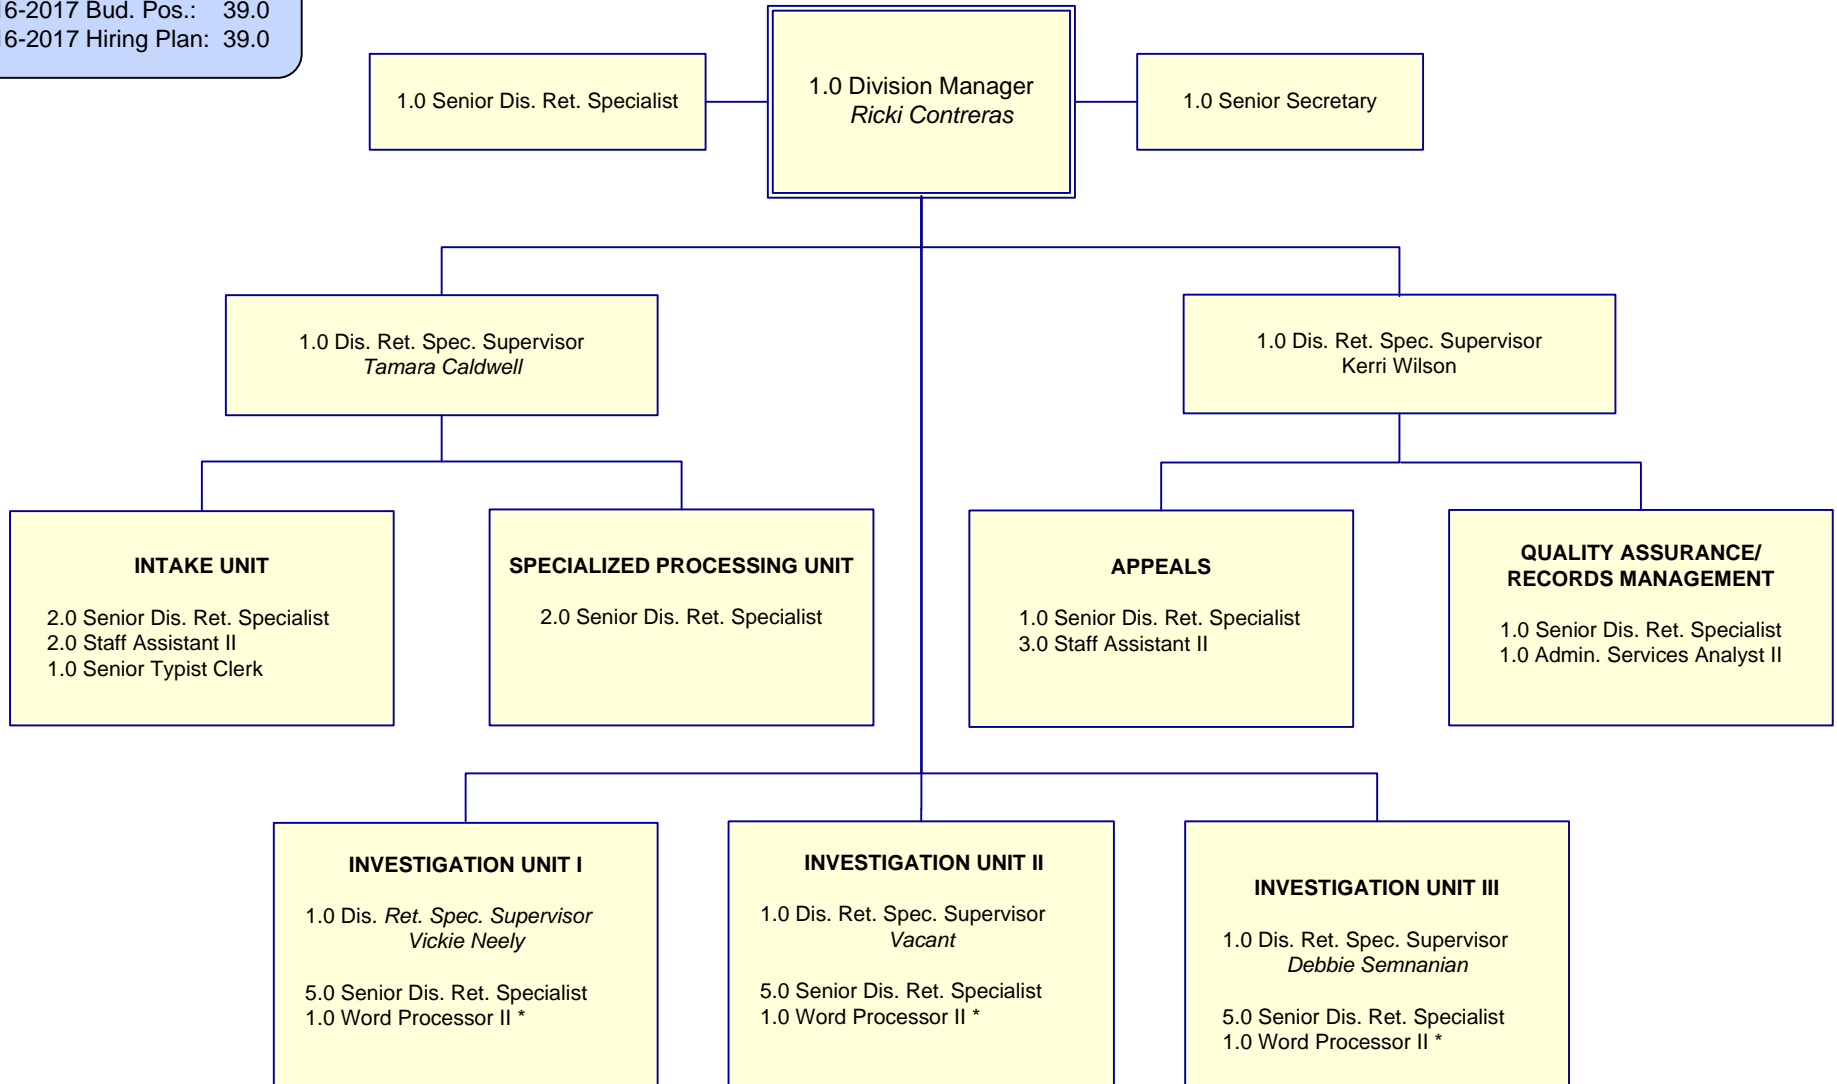 16-2017 Bud. Pos.: 39.0
16-2017 Hiring Plan: 39.0
1.0 Senior Dis. Ret. Specialist
1.0 Division Manager
Ricki Contreras
1.0 Senior Secretary
1.0 Dis. Ret. Spec. Supervisor
Tamara Caldwell
1.0 Dis. Ret. Spec. Supervisor
Kerri Wilson
INTAKE UNIT
2.0 Senior Dis. Ret. Specialist
2.0 Staff Assistant II
1.0 Senior Typist Clerk
SPECIALIZED PROCESSING UNIT
2.0 Senior Dis. Ret. Specialist
APPEALS
1.0 Senior Dis. Ret. Specialist
3.0 Staff Assistant II
QUALITY ASSURANCE/
RECORDS MANAGEMENT
1.0 Senior Dis. Ret. Specialist
1.0 Admin. Services Analyst II
INVESTIGATION UNIT I
1.0 Dis. Ret. Spec. Supervisor
Vickie Neely
5.0 Senior Dis. Ret. Specialist
1.0 Word Processor II *
INVESTIGATION UNIT II
1.0 Dis. Ret. Spec. Supervisor
Vacant
5.0 Senior Dis. Ret. Specialist
1.0 Word Processor II *
INVESTIGATION UNIT III
1.0 Dis. Ret. Spec. Supervisor
Debbie Semnanian
5.0 Senior Dis. Ret. Specialist
1.0 Word Processor II *